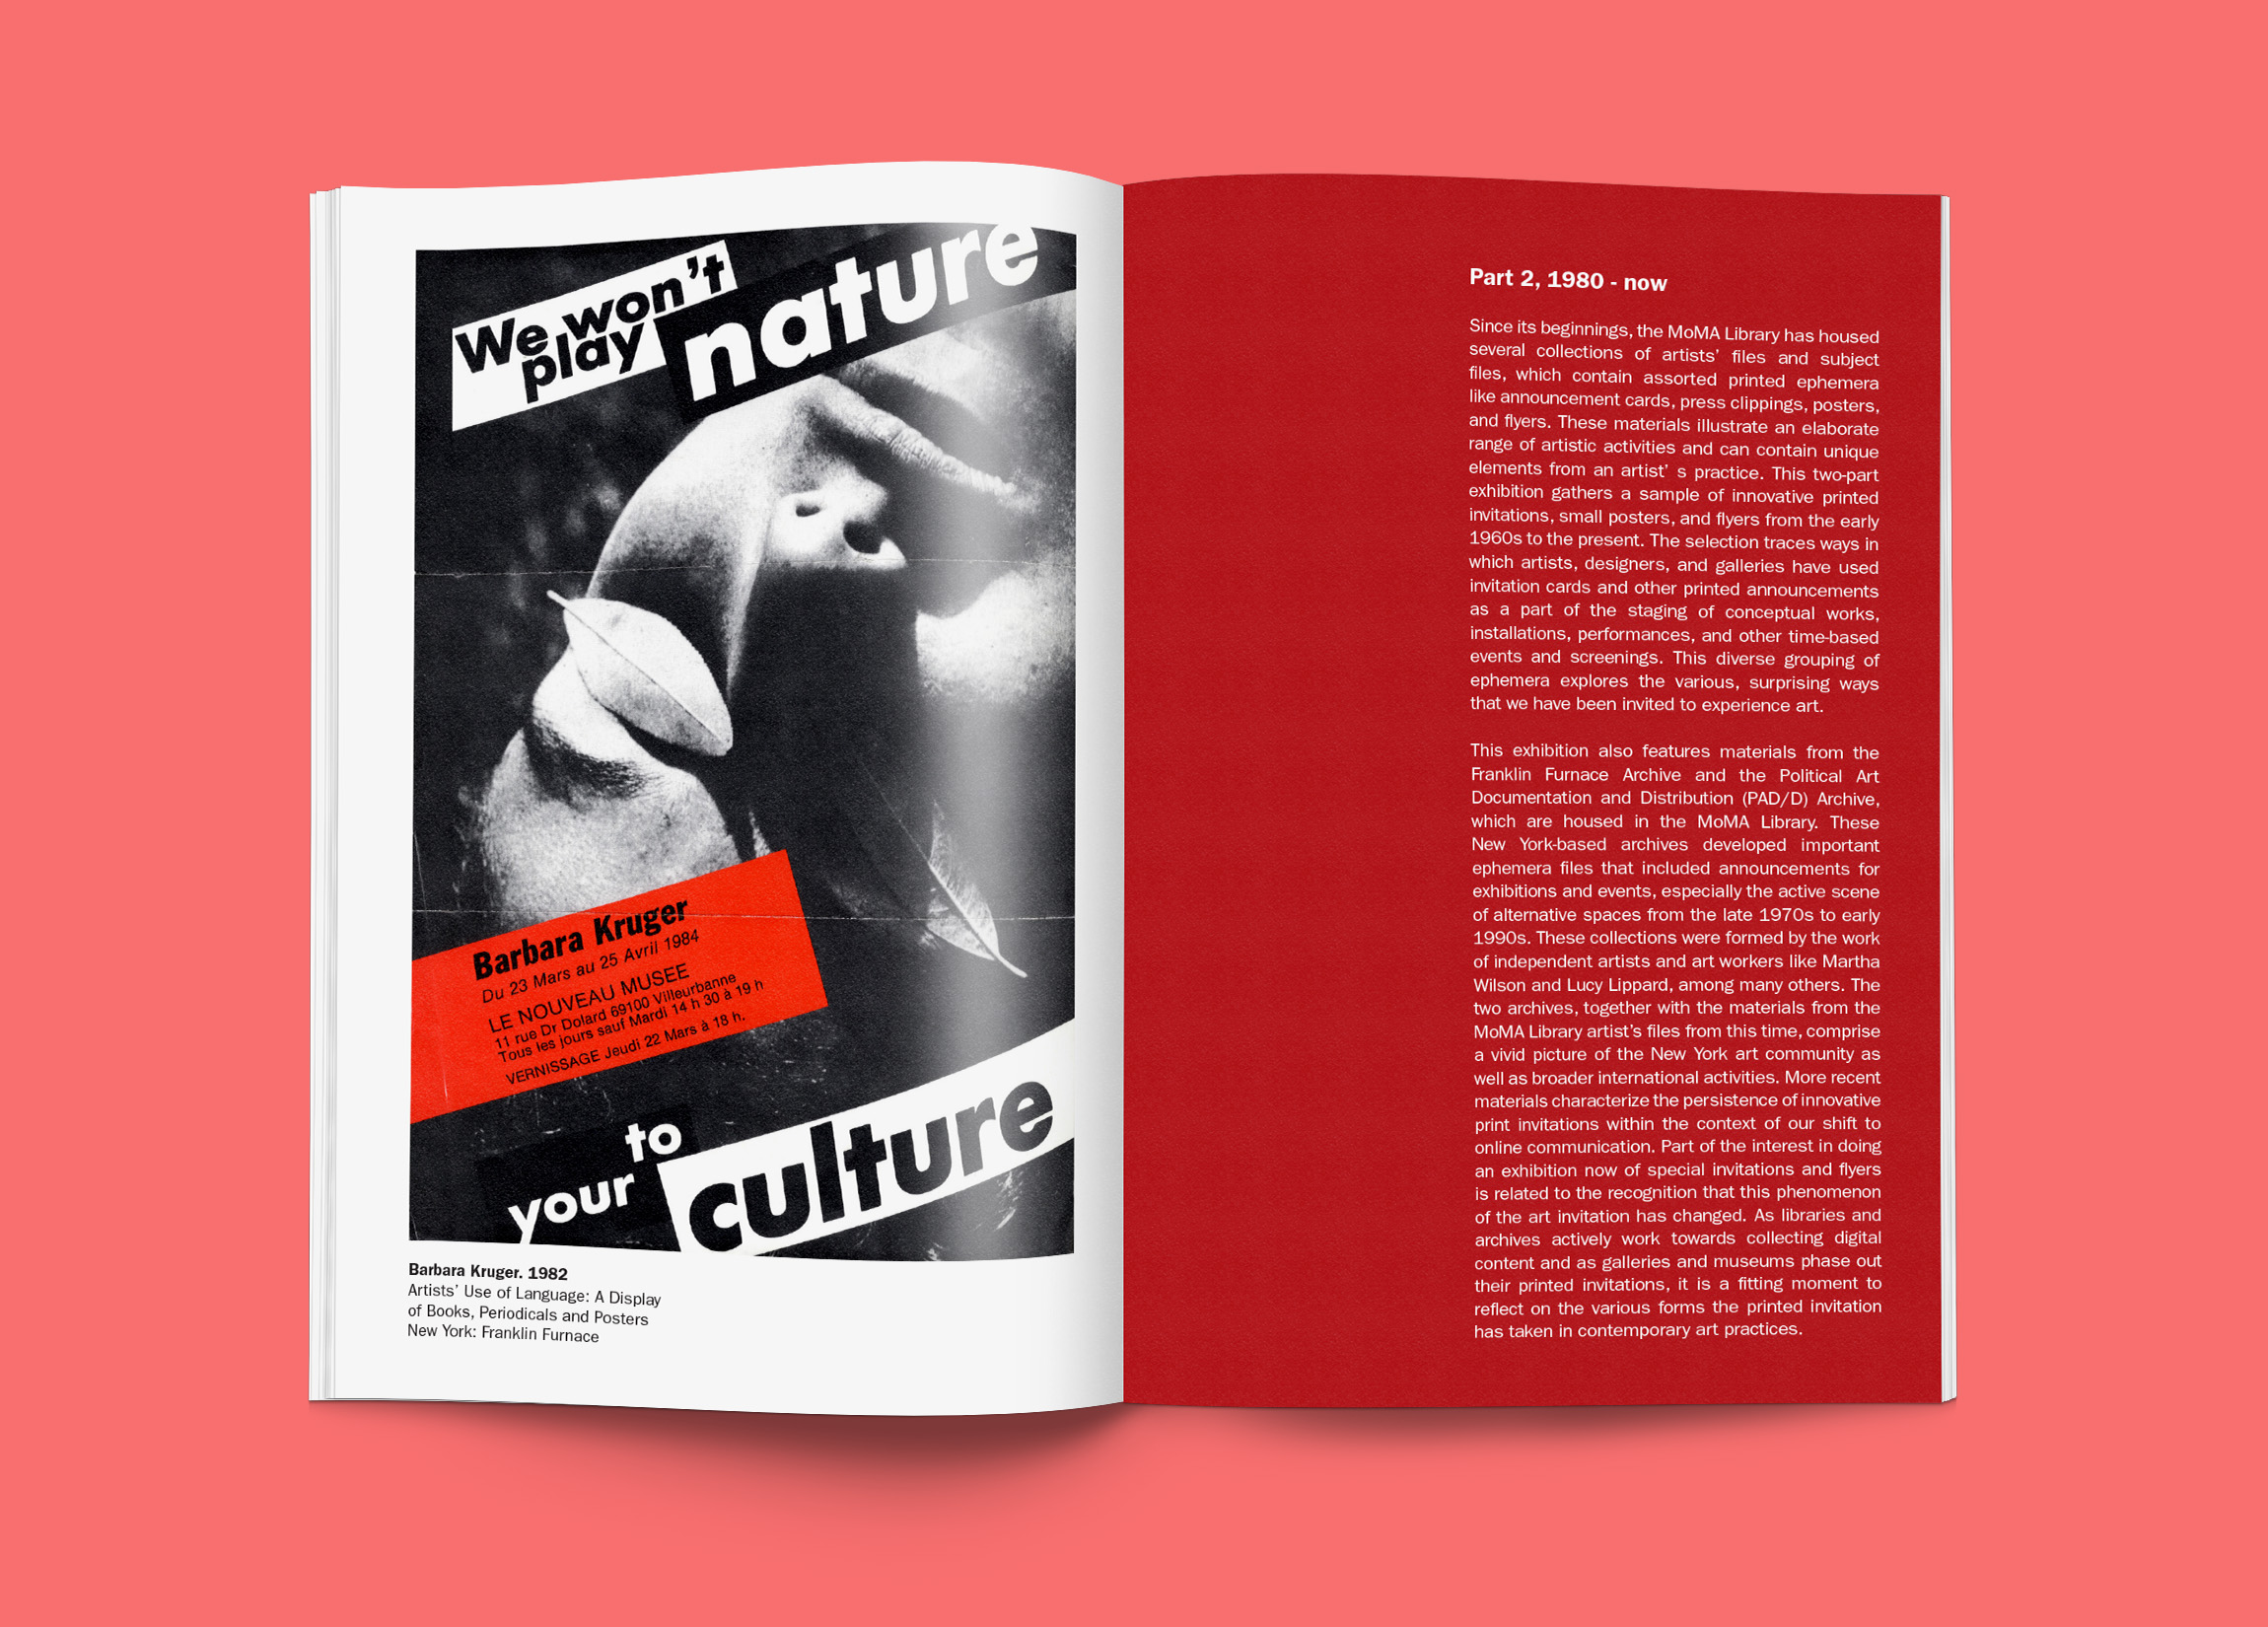 We won't
play
nature
Barbara Kruger
Du 23 Mars au 25 Avril 1984
LE NOUVEAU MUSEE
11 rue Dr Dolard 69100 Villeurbanne
Tous les jours sauf Mardi 14 h 30 à 19 h
VERNISSAGE Jeudi 22 Mars à 18 h.
to
your
culture
Barbara Kruger. 1982
Artists' Use of Language: A Display
of Books, Periodicals and Posters
New York: Franklin Furnace
Part 2, 1980 - now
Since its beginnings, the MoMA Library has housed
several collections of artists' files and subject
files, which contain assorted printed ephemera
like announcement cards, press clippings, posters,
and flyers. These materials illustrate an elaborate
range of artistic activities and can contain unique
elements from an artist' s practice. This two-part
exhibition gathers a sample of innovative printed
invitations, small posters, and flyers from the early
1960s to the present. The selection traces ways in
which artists, designers, and galleries have used
invitation cards and other printed announcements
as a part of the staging of conceptual works,
installations, performances, and other time-based
events and screenings. This diverse grouping of
ephemera explores the various, surprising ways
that we have been invited to experience art.
This exhibition also features materials from the
Franklin Furnace Archive and the Political Art
Documentation and Distribution (PAD/D) Archive,
which are housed in the MoMA Library. These
New York-based archives developed important
ephemera files that included announcements for
exhibitions and events, especially the active scene
of alternative spaces from the late 1970s to early
1990s. These collections were formed by the work
of independent artists and art workers like Martha
Wilson and Lucy Lippard, among many others. The
two archives, together with the materials from the
MoMA Library artist's files from this time, comprise
a vivid picture of the New York art community as
well as broader international activities. More recent
materials characterize the persistence of innovative
print invitations within the context of our shift to
online communication. Part of the interest in doing
an exhibition now of special invitations and flyers
is related to the recognition that this phenomenon
of the art invitation has changed. As libraries and
archives actively work towards collecting digital
content and as galleries and museums phase out
their printed invitations, it is a fitting moment to
reflect on the various forms the printed invitation
has taken in contemporary art practices.